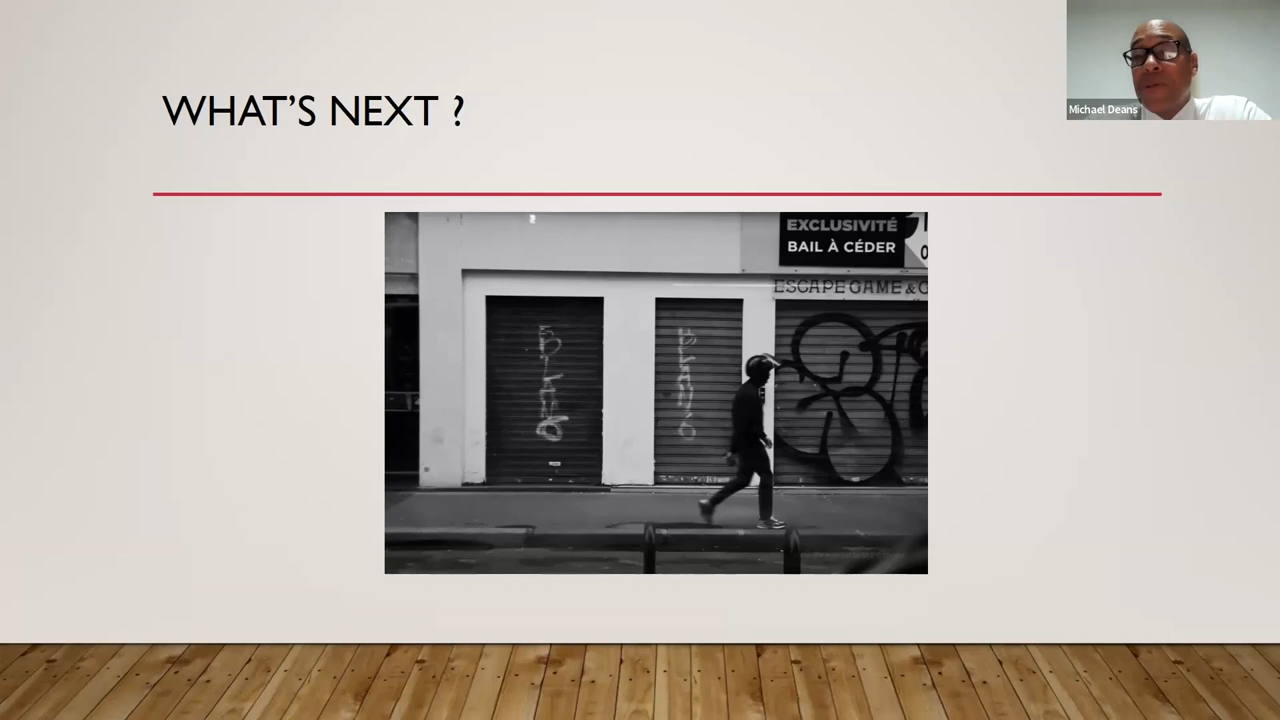 WHAT'S NEXT ?
Michael Deans
EXCLUSIVITÉ
BAIL À CÉDER
ESCAPE GAME & C